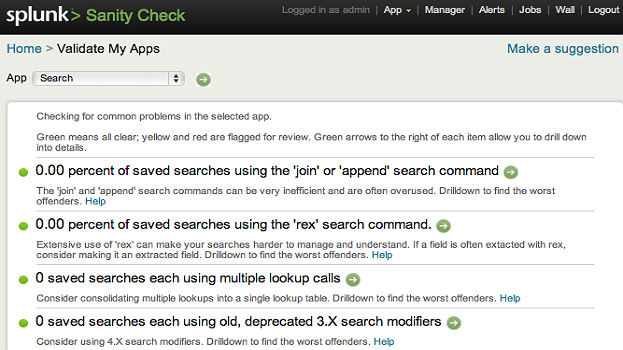 splunk> Sanity Check
Logged in as admin | App | Manager | Alerts | Jobs | Wall | Logout
Home > Validate My Apps
Make a suggestion
App Search
Checking for common problems in the selected app.
Green means all clear; yellow and red are flagged for review. Green arrows to the right of each item allow you to drill down
into details.
0.00 percent of saved searches using the 'join' or 'append' search command
The 'join' and 'append' search commands can be very inefficient and are often overused. Drilldown to find the worst
offenders. Help
0.00 percent of saved searches using the 'rex' search command.
Extensive use of 'rex' can make your searches harder to manage and understand. If a field is often extacted with rex,
consider making it an extracted field. Drilldown to find the worst offenders. Help
0 saved searches each using multiple lookup calls
Consider consolidating multiple lookups into a single lookup table. Drilldown to find the worst offenders. Help
0 saved searches each using old, deprecated 3.X search modifiers
Consider using 4.X search modifiers. Drilldown to find the worst offenders. Help